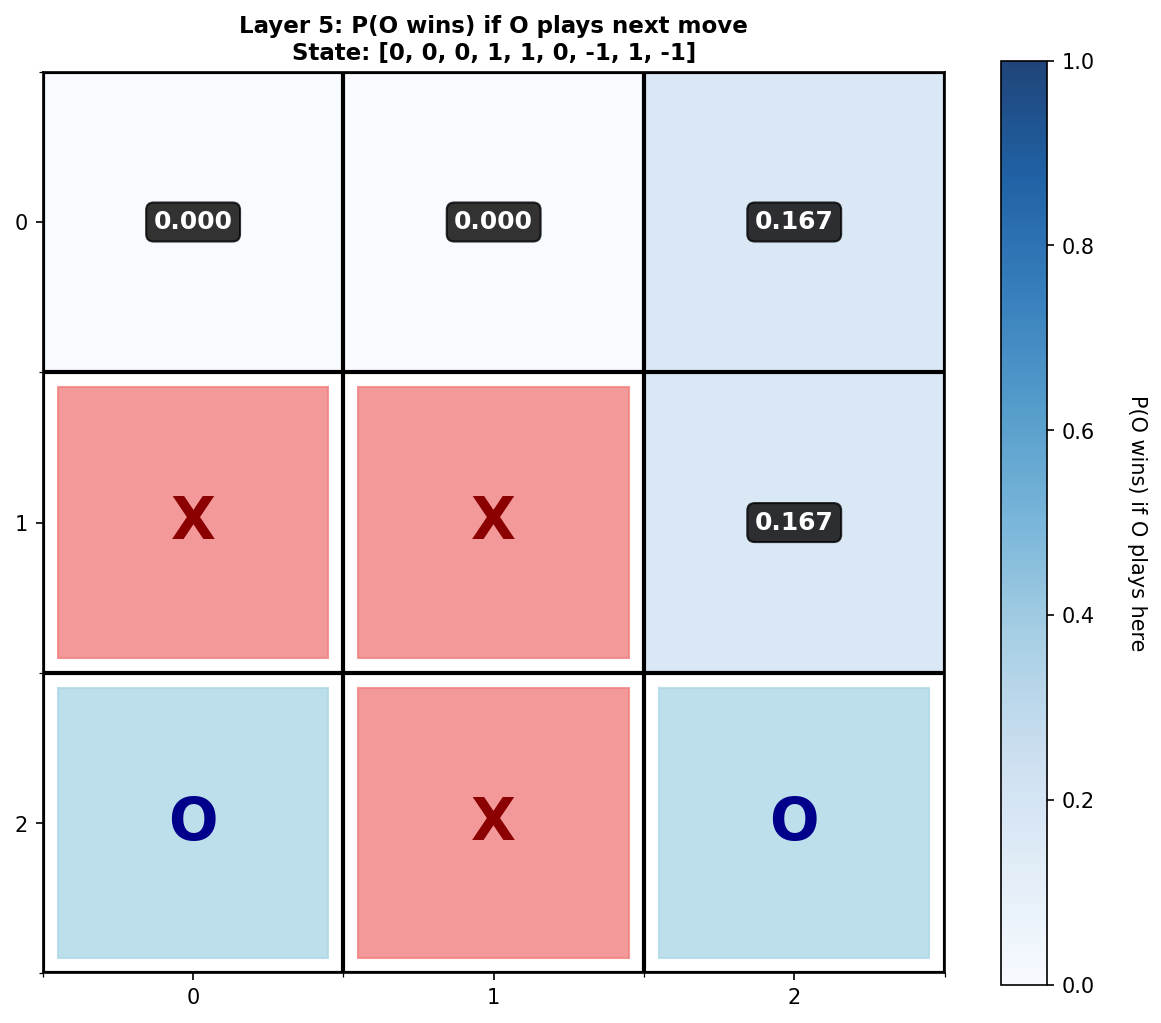 Layer 5: P(O wins) if O plays next move
State: [0, 0, 0, 1, 1, 0, -1, 1, -1]
0
0.000
0.000
0.167
1
X
X
0.167
2
O
X
O
0
1
2
1.0
0.8
0.6
0.4
0.2
0.0
P(O wins) if O plays here